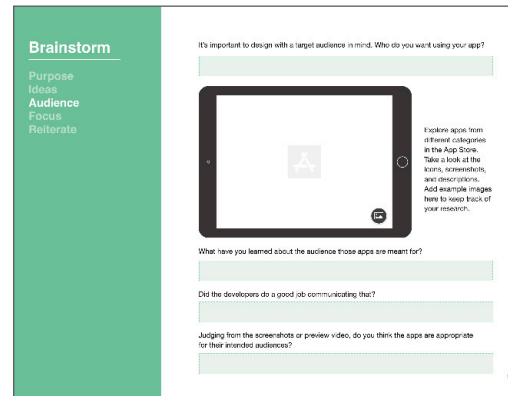 Brainstorm
Purpose
Ideas
Audience
Focus
Reiterate
It's important to design with a target audience in mind. Who do you want using your app?
Explore apps from
different categories
in the App Store.
Take a look at the
icons, screenshots,
and descriptions.
Add example images
here to keep track of
your research.
What have you learned about the audience those apps are meant for?
Did the developers do a good job communicating that?
Judging from the screenshots or preview video, do you think the apps are appropriate
for their intended audiences?